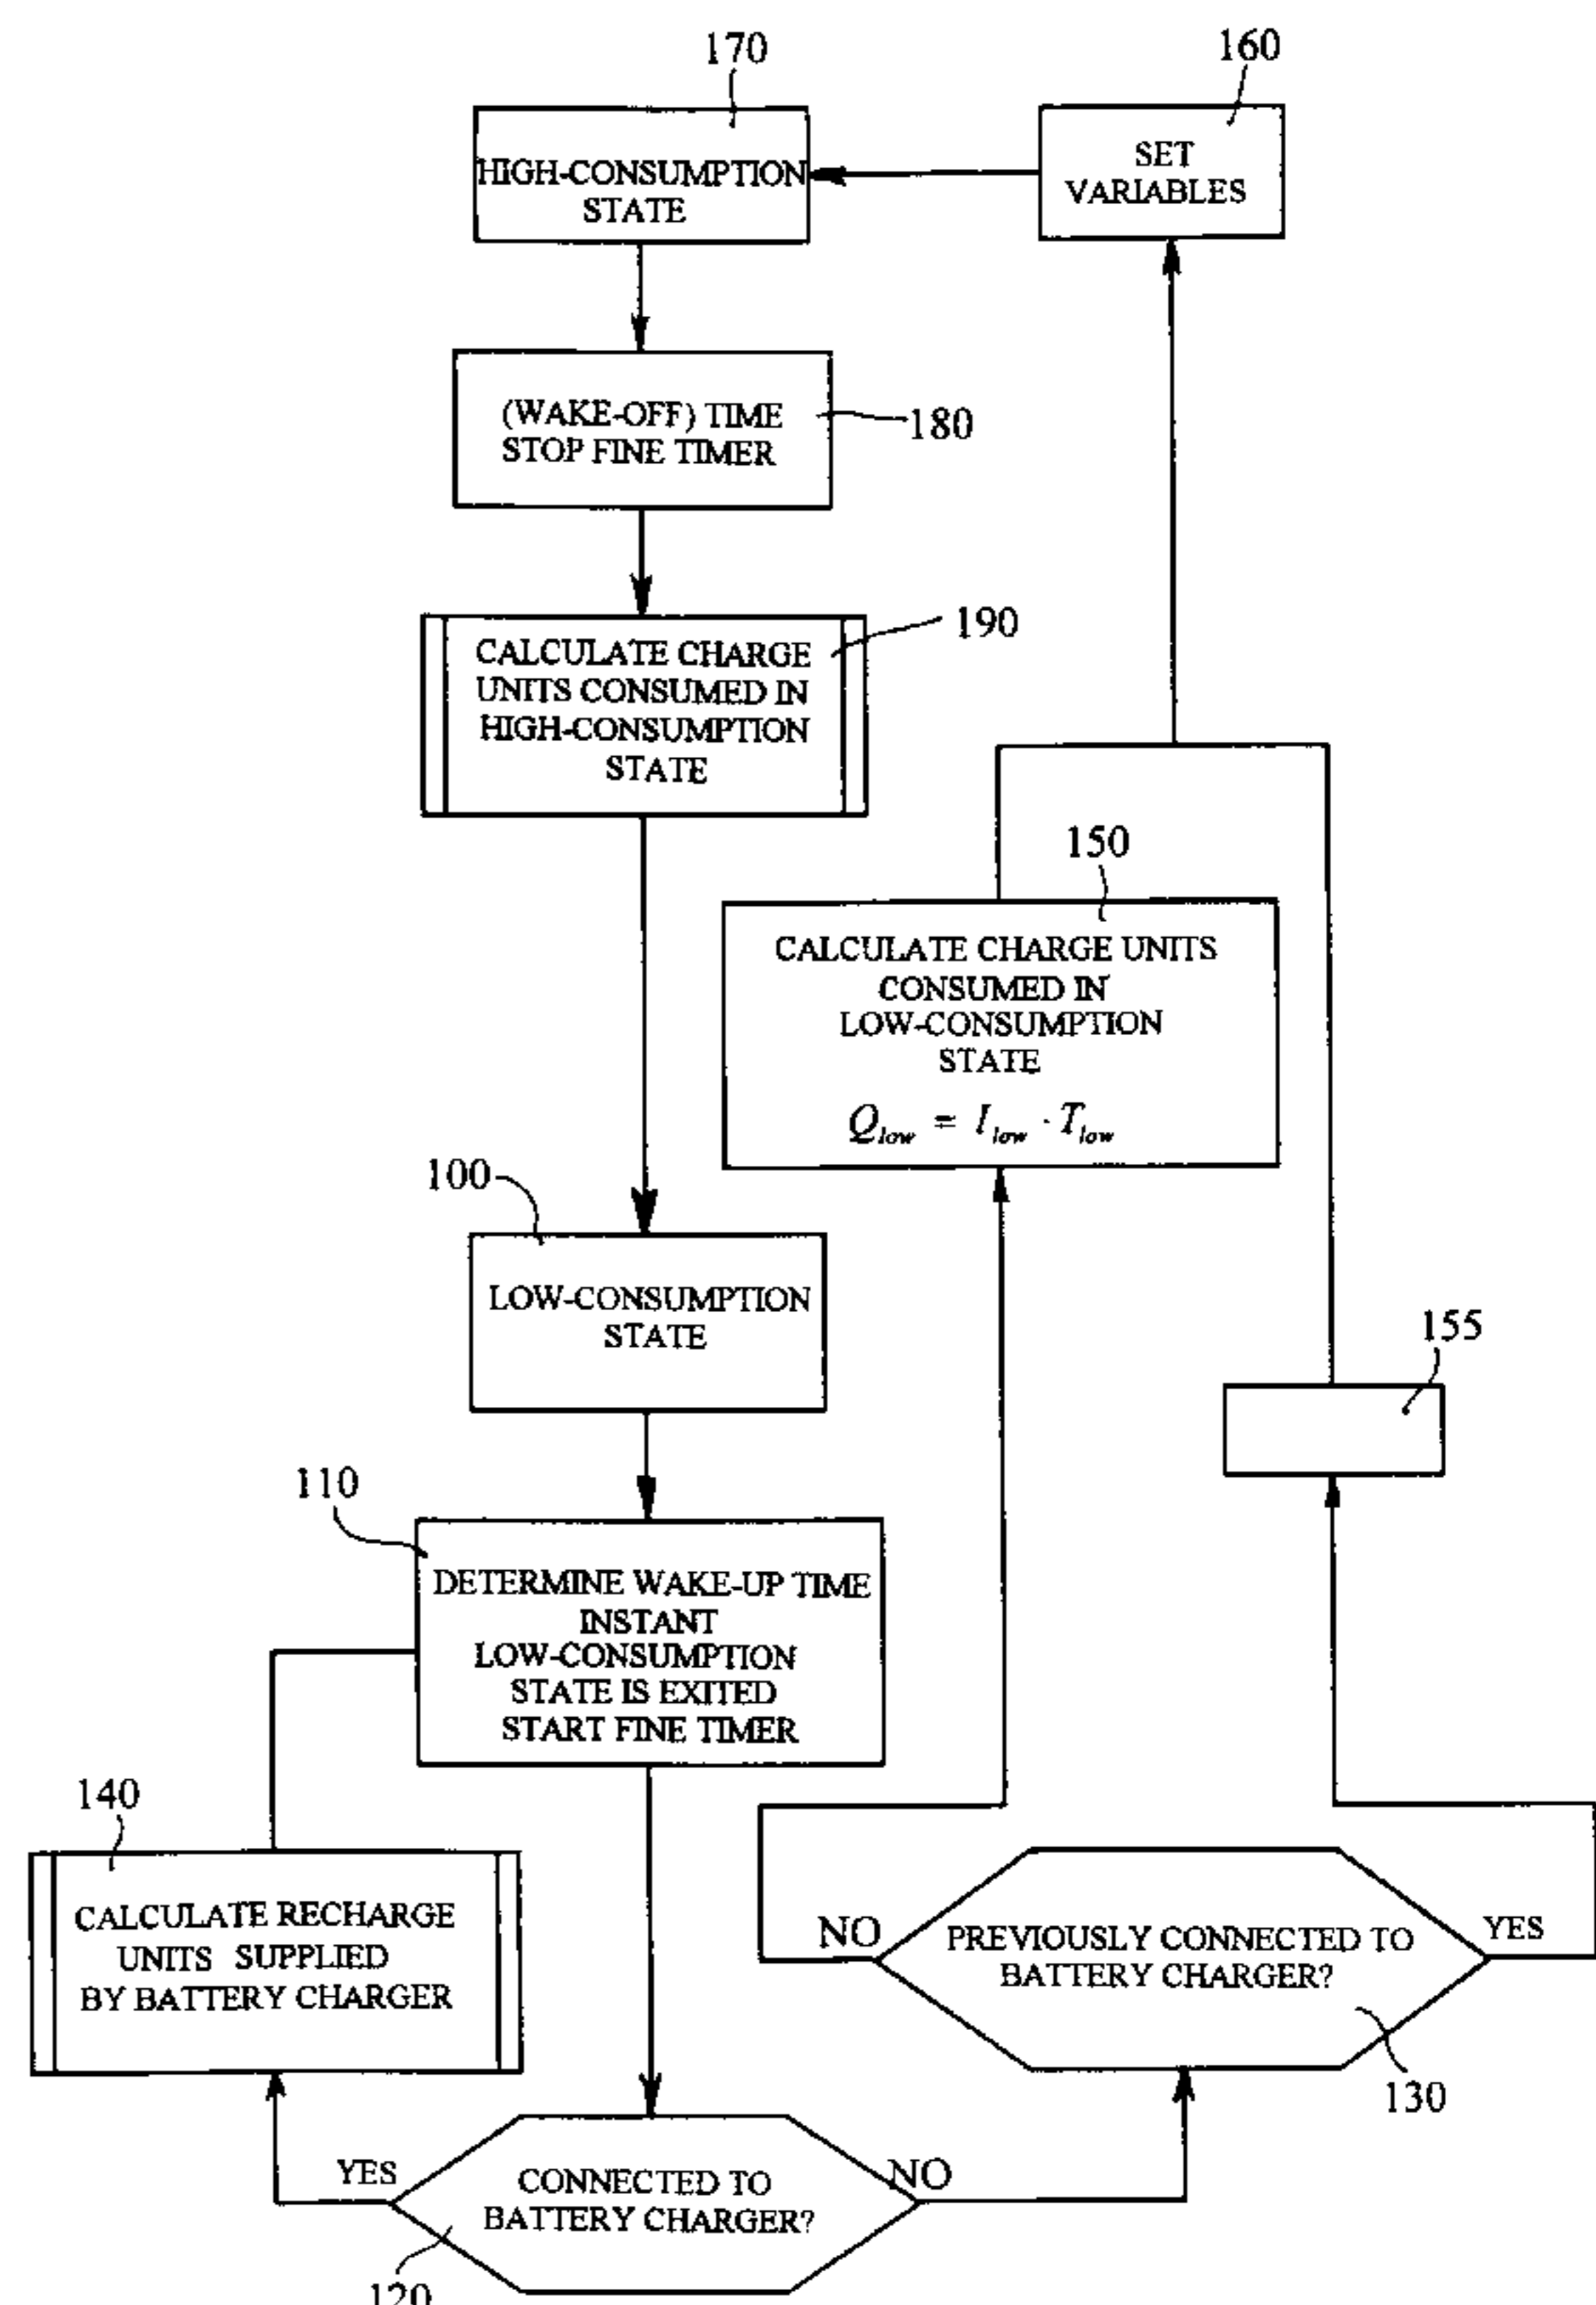 170
160
HIGH-CONSUMPTION
STATE
SET
VARIABLES
(WAKE-OFF) TIME
STOP FINE TIMER
180
190
CALCULATE CHARGE
UNITS CONSUMED IN
HIGH-CONSUMPTION
STATE
150
CALCULATE CHARGE UNITS
CONSUMED IN
LOW-CONSUMPTION
STATE
Q_low = I_low · T_low
100
LOW-CONSUMPTION
STATE
155
110
DETERMINE WAKE-UP TIME
INSTANT
LOW-CONSUMPTION
STATE IS EXITED
START FINE TIMER
140
CALCULATE RECHARGE
UNITS SUPPLIED
BY BATTERY CHARGER
NO
PREVIOUSLY CONNECTED TO
BATTERY CHARGER?
YES
130
YES
CONNECTED TO
BATTERY CHARGER?
NO
120